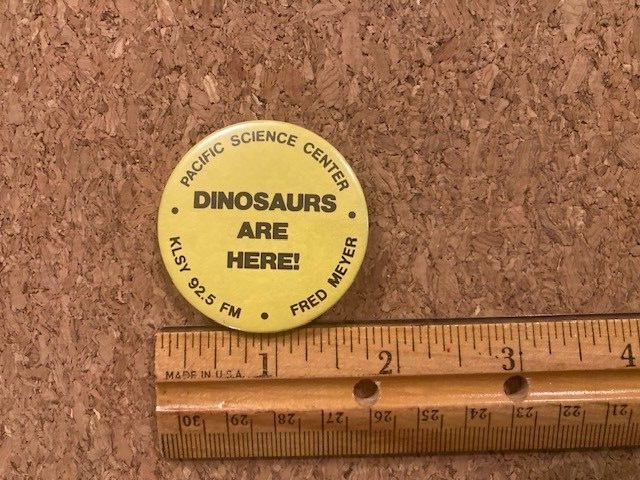 PACIFIC SCIENCE CENTER
DINOSAURS
ARE
HERE!
KLSY 92.5 FM • FRED MEYER
1 2 3 4
MADE IN U.S.A.
30 29 28 27 26 25 24 23 22 21